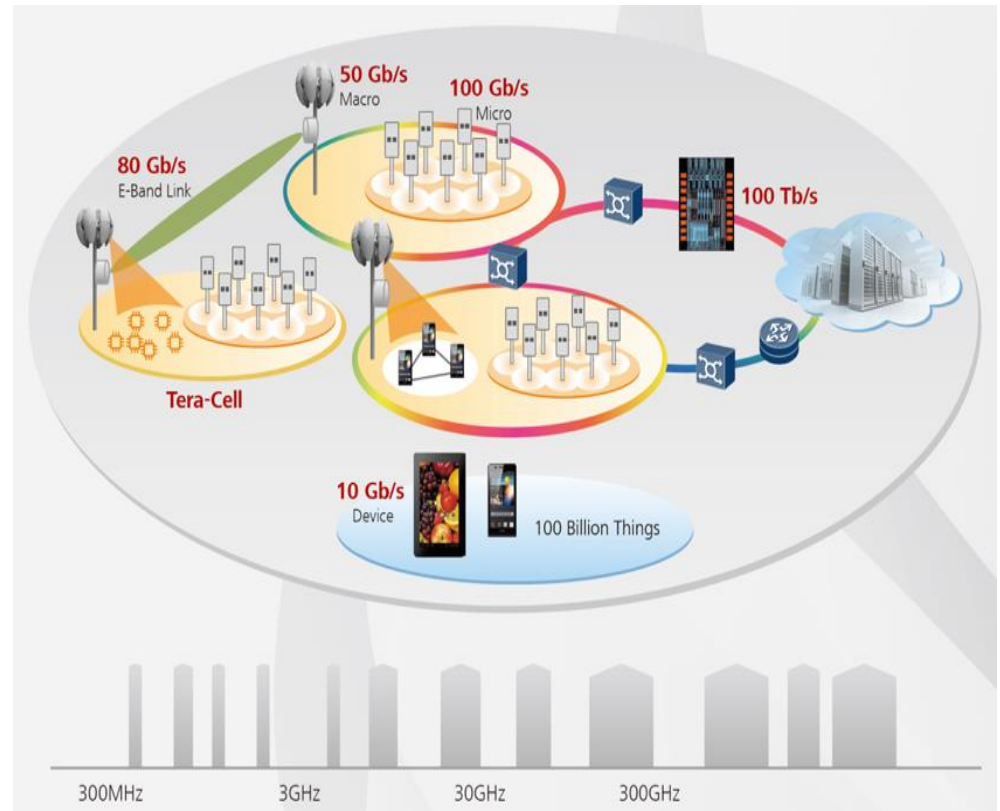 50 Gb/s
Macro
100 Gb/s
Micro
80 Gb/s
E-Band Link
100 Tb/s
Tera-Cell
10 Gb/s
Device
100 Billion Things
300MHz
3GHz
30GHz
300GHz